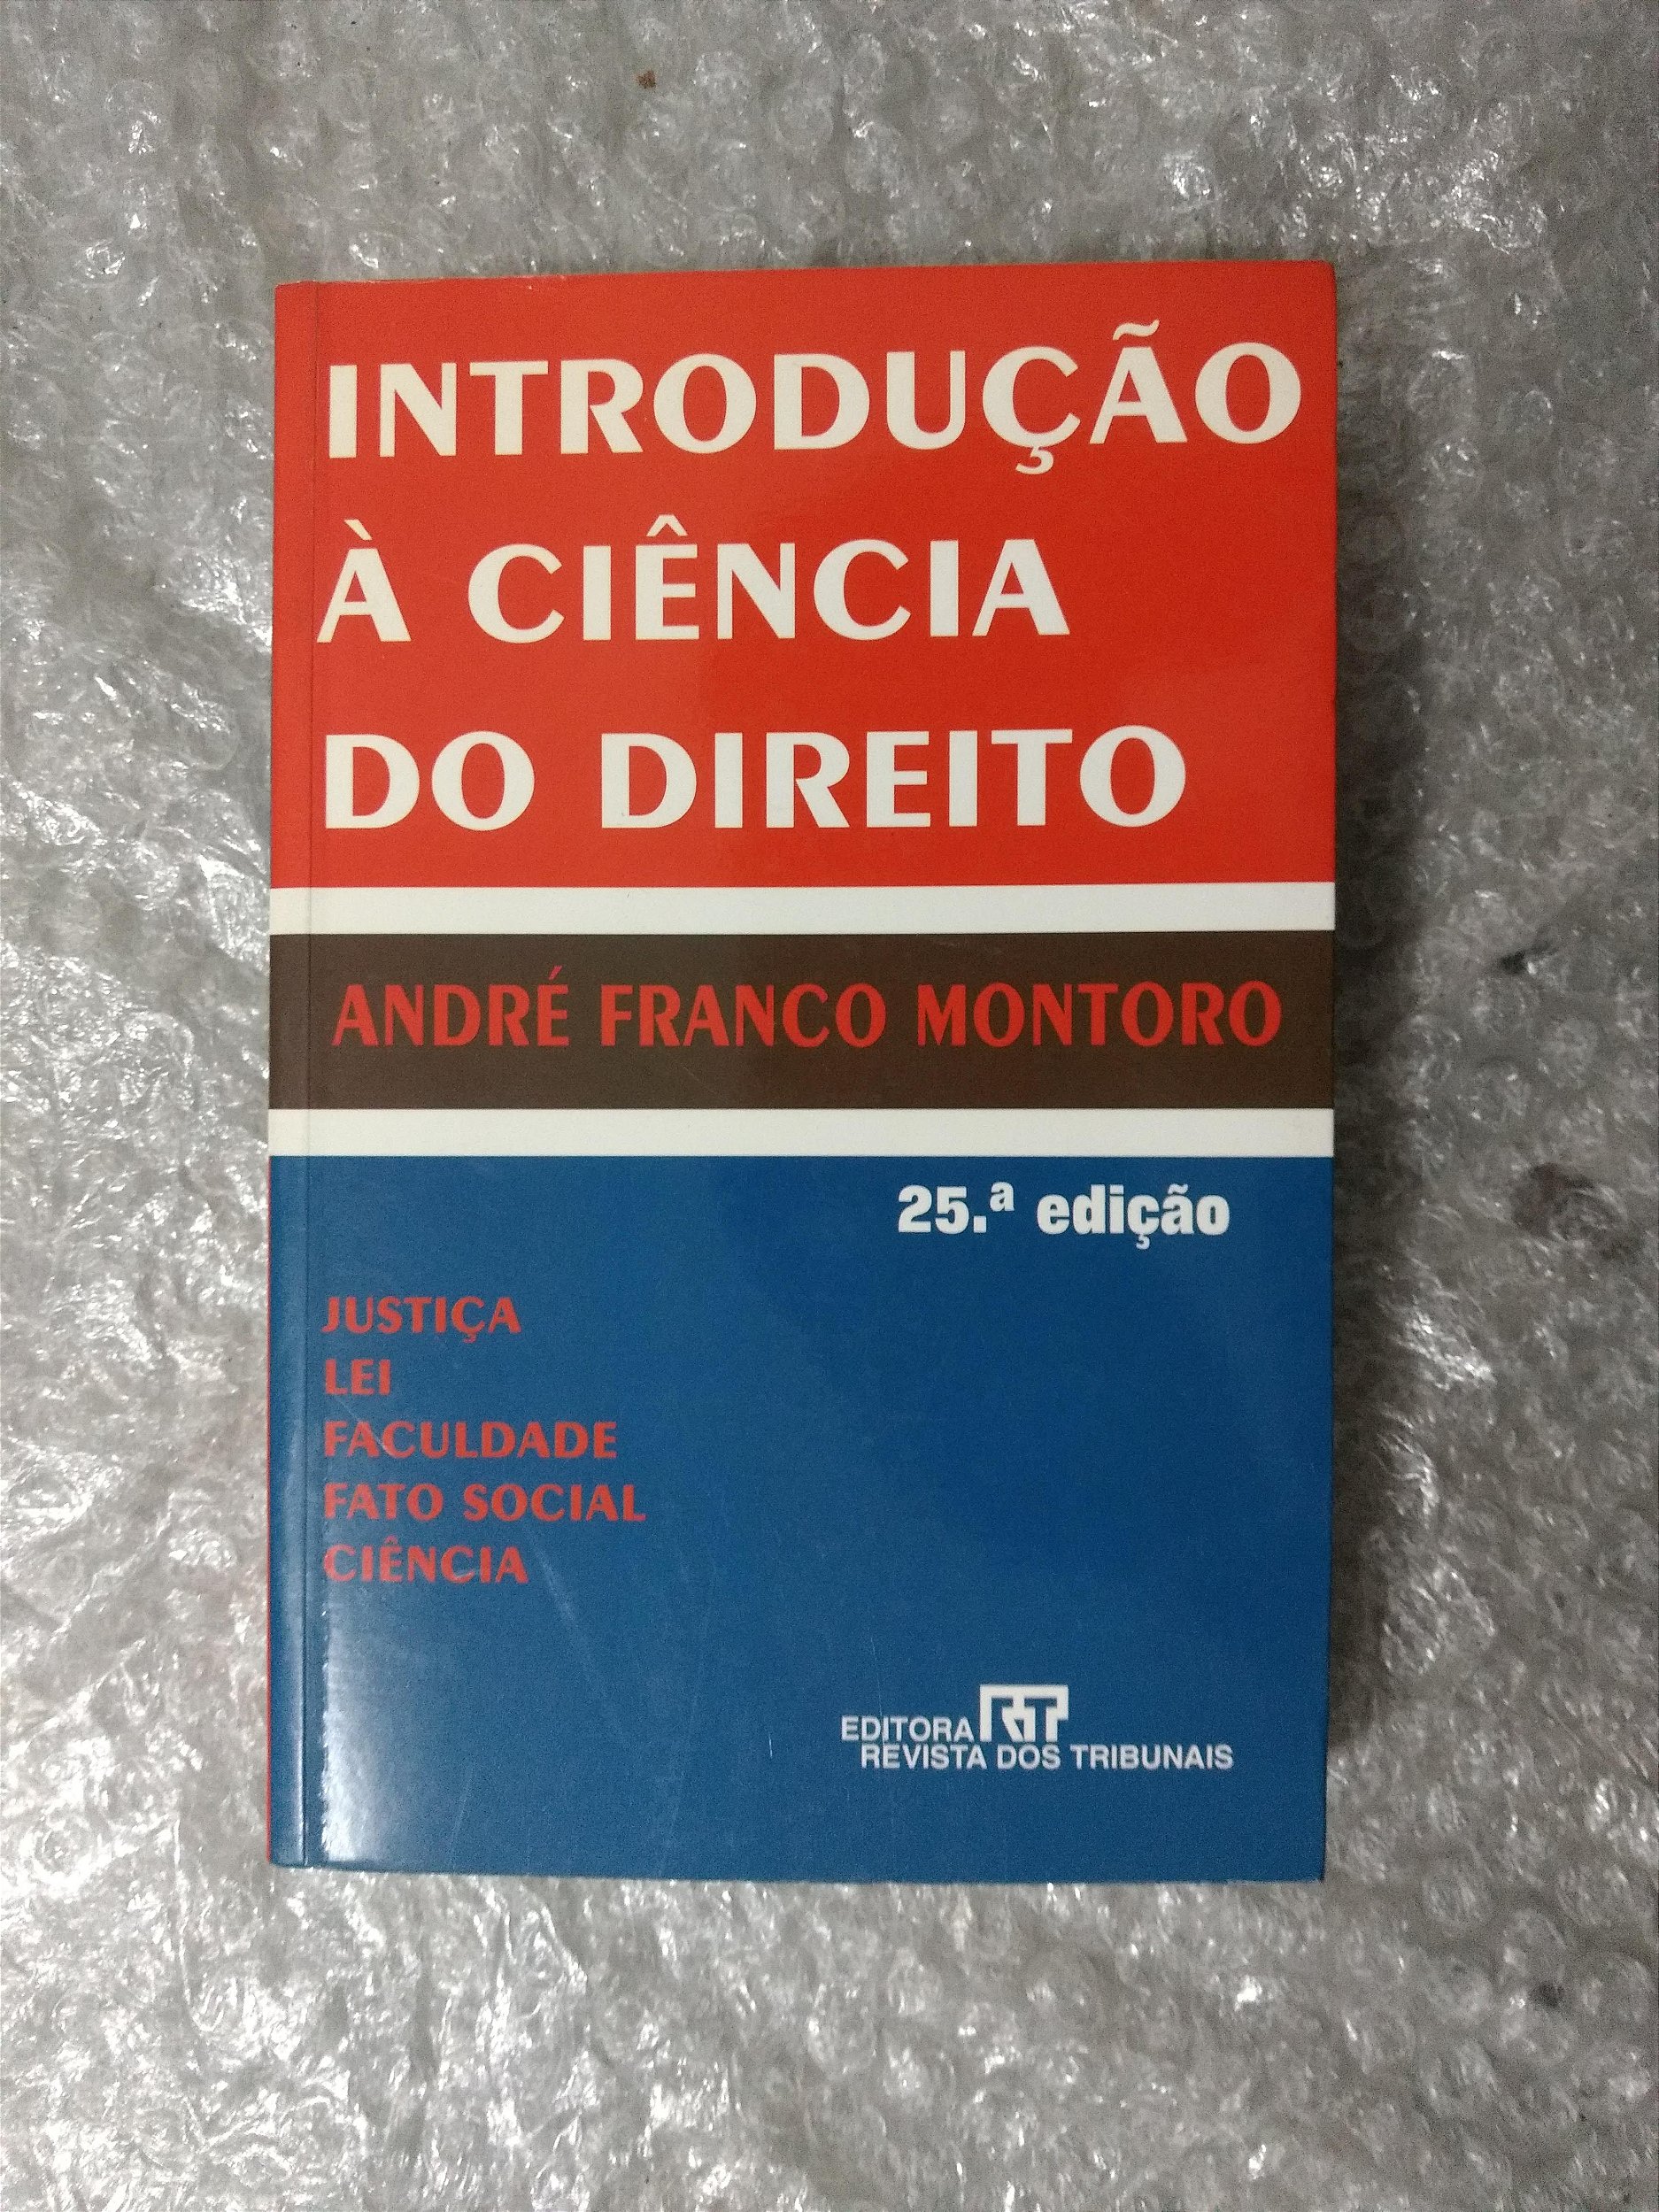 INTRODUÇÃO
À CIÊNCIA
DO DIREITO
ANDRÉ FRANCO MONTORO
25.ª edição
JUSTIÇA
LEI
FACULDADE
FATO SOCIAL
CIÊNCIA
EDITORA RT
REVISTA DOS TRIBUNAIS